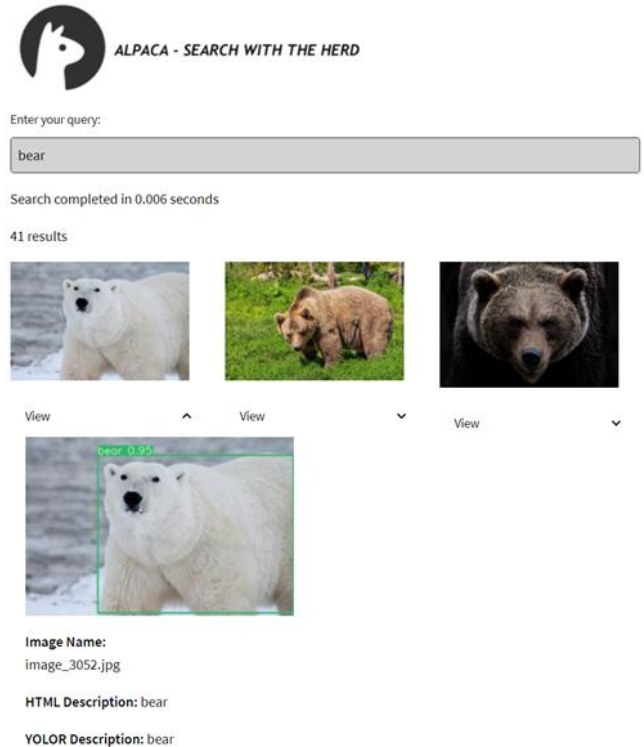 ALPACA - SEARCH WITH THE HERD
Enter your query:
bear
Search completed in 0.006 seconds
41 results
View
View
View
bear 0.95
Image Name:
image_3052.jpg
HTML Description: bear
YOLOR Description: bear